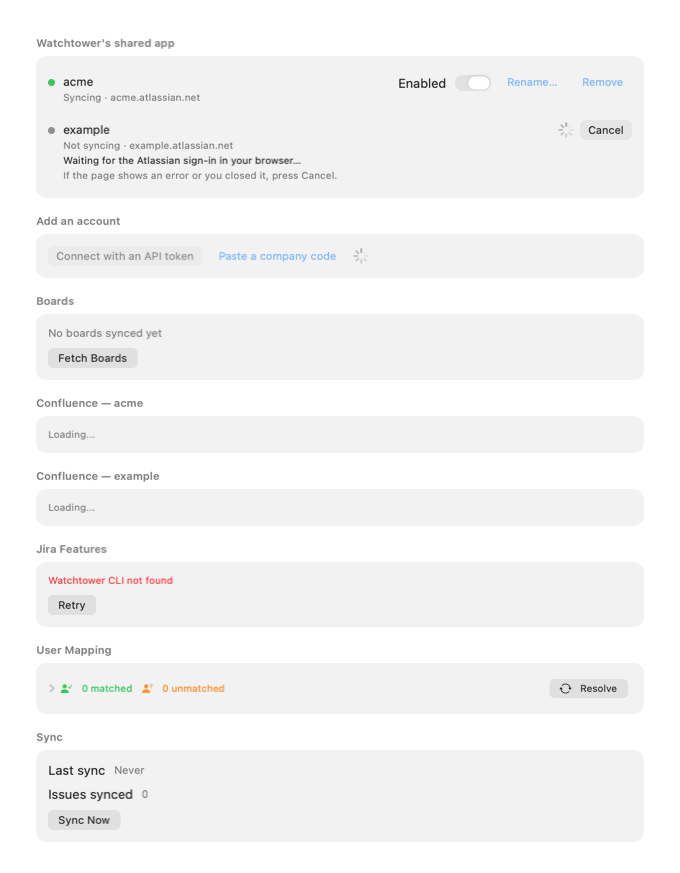 Watchtower's shared app
acme
Enabled
Rename...
Remove
Syncing · acme.atlassian.net
example
Cancel
Not syncing · example.atlassian.net
Waiting for the Atlassian sign-in in your browser...
If the page shows an error or you closed it, press Cancel.
Add an account
Connect with an API token
Paste a company code
Boards
No boards synced yet
Fetch Boards
Confluence — acme
Loading...
Confluence — example
Loading...
Jira Features
Watchtower CLI not found
Retry
User Mapping
0 matched
0 unmatched
Resolve
Sync
Last sync Never
Issues synced 0
Sync Now